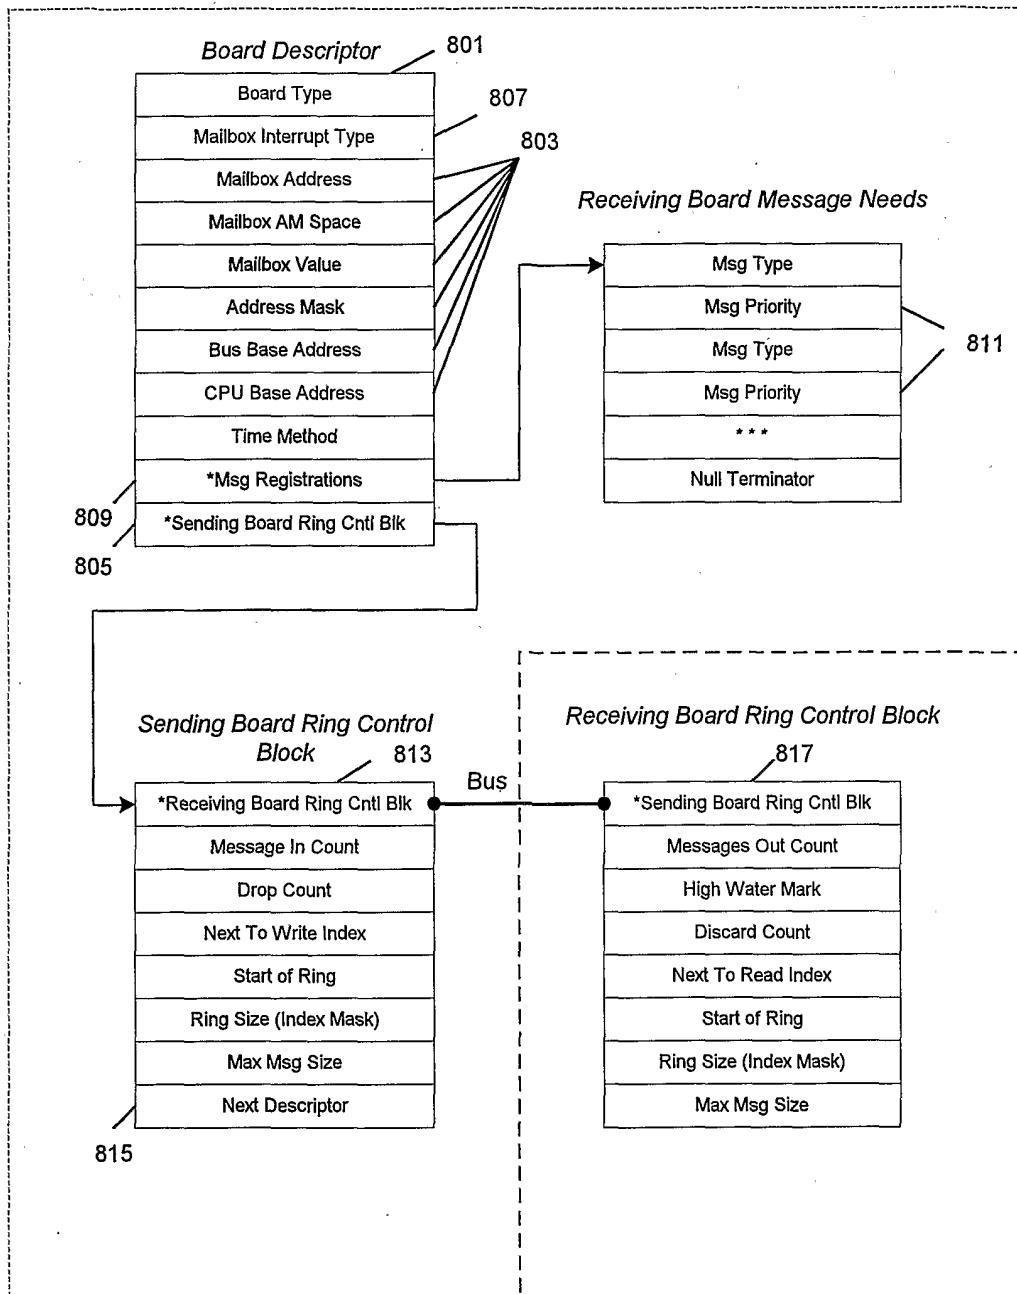 Board Descriptor
801
Board Type
807
Mailbox Interrupt Type
803
Mailbox Address
Mailbox AM Space
Mailbox Value
Address Mask
Bus Base Address
CPU Base Address
Time Method
*Msg Registrations
809
*Sending Board Ring Cntl Blk
805
Receiving Board Message Needs
Msg Type
Msg Priority
811
Msg Type
Msg Priority
* * *
Null Terminator
Sending Board Ring Control
Block
813
*Receiving Board Ring Cntl Blk
Message In Count
Drop Count
Next To Write Index
Start of Ring
Ring Size (Index Mask)
Max Msg Size
Next Descriptor
815
Bus
Receiving Board Ring Control Block
817
*Sending Board Ring Cntl Blk
Messages Out Count
High Water Mark
Discard Count
Next To Read Index
Start of Ring
Ring Size (Index Mask)
Max Msg Size